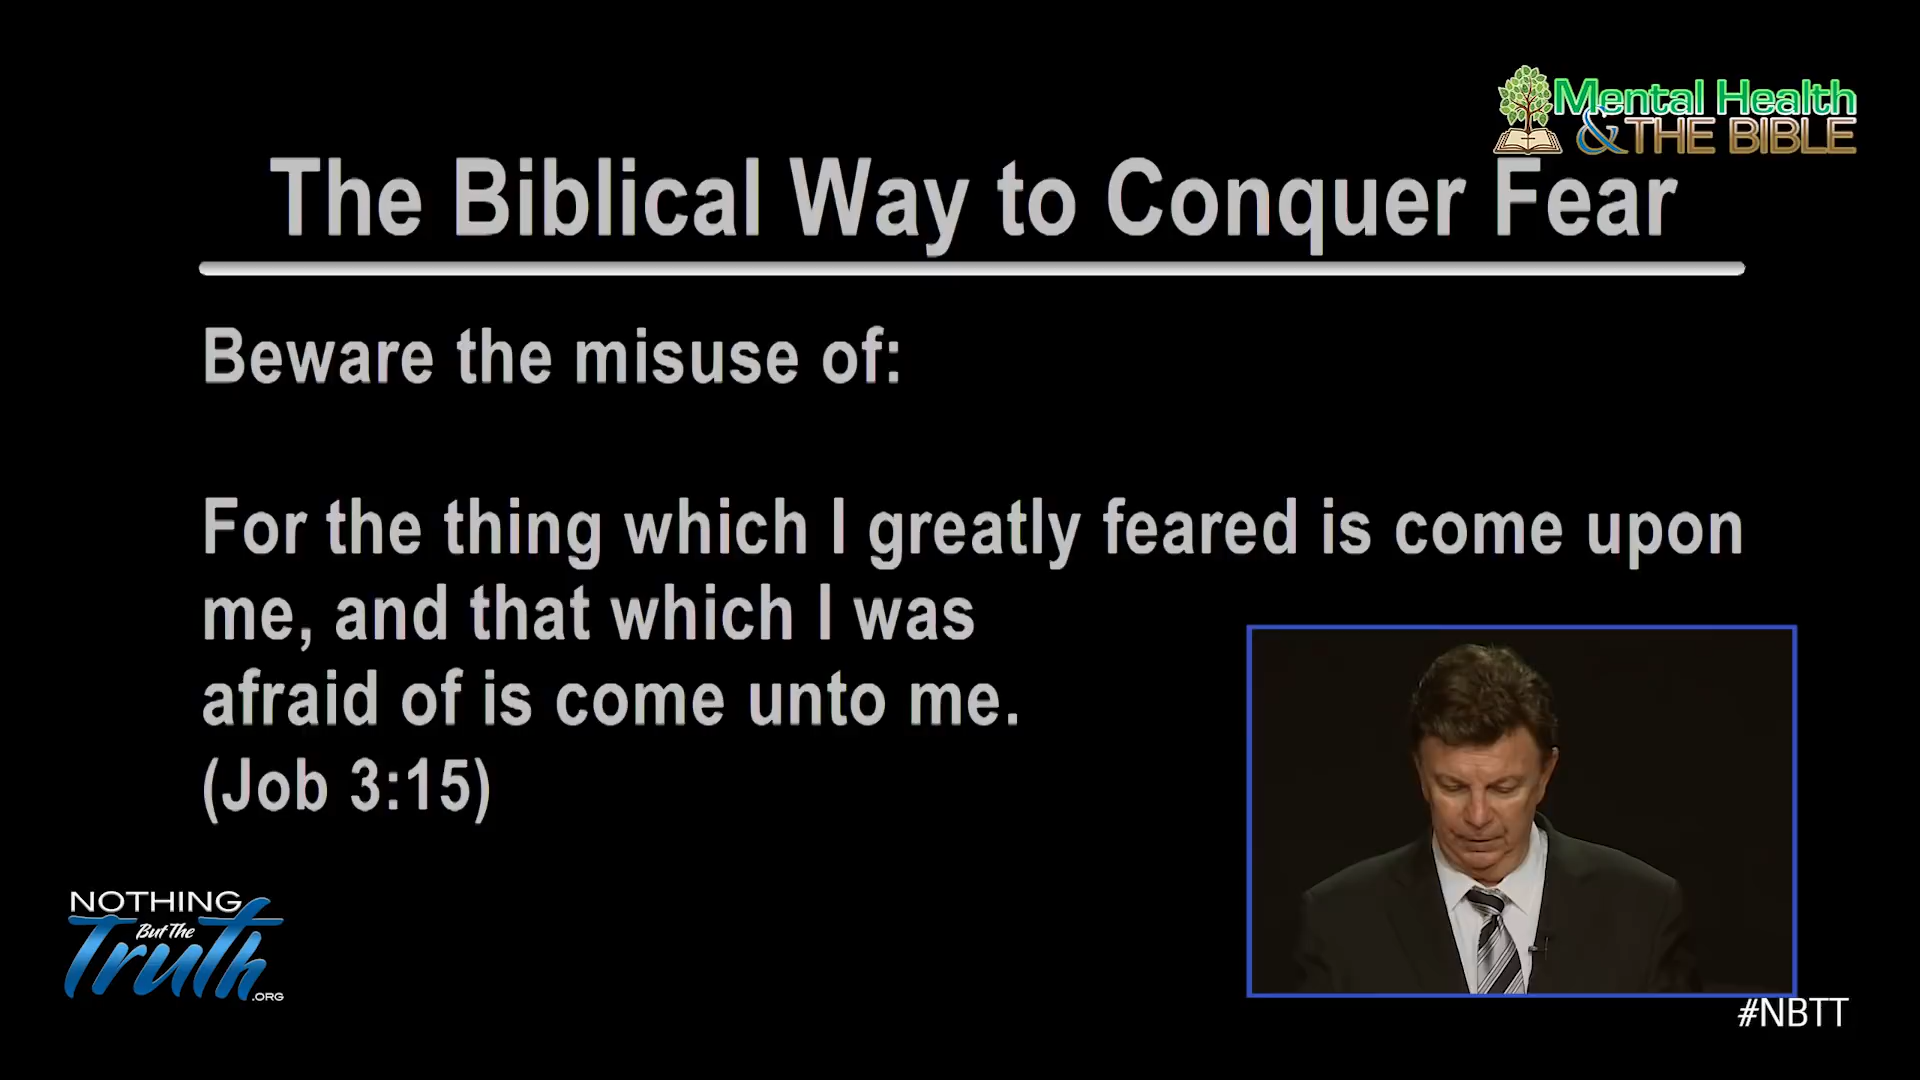 Mental Health
& THE BIBLE
The Biblical Way to Conquer Fear
Beware the misuse of:
For the thing which I greatly feared is come upon
me, and that which I was
afraid of is come unto me.
(Job 3:15)
NOTHING
But The
Truth
.ORG
#NBTT